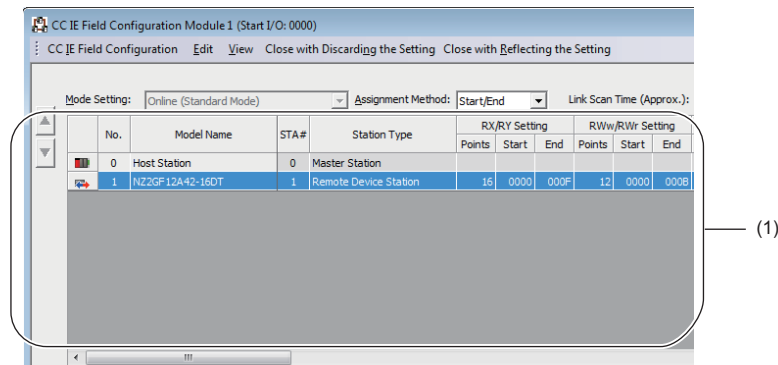 CC IE Field Configuration Module 1 (Start I/O: 0000)
CC IE Field Configuration Edit View Close with Discarding the Setting Close with Reflecting the Setting
Mode Setting: Online (Standard Mode) Assignment Method: Start/End Link Scan Time (Approx.):
No. Model Name STA# Station Type RX/RY Setting RWw/RWr Setting
Points Start End Points Start End
0 Host Station 0 Master Station
1 NZ2GF12A42-16DT 1 Remote Device Station 16 0000 000F 12 0000 000B
(1)